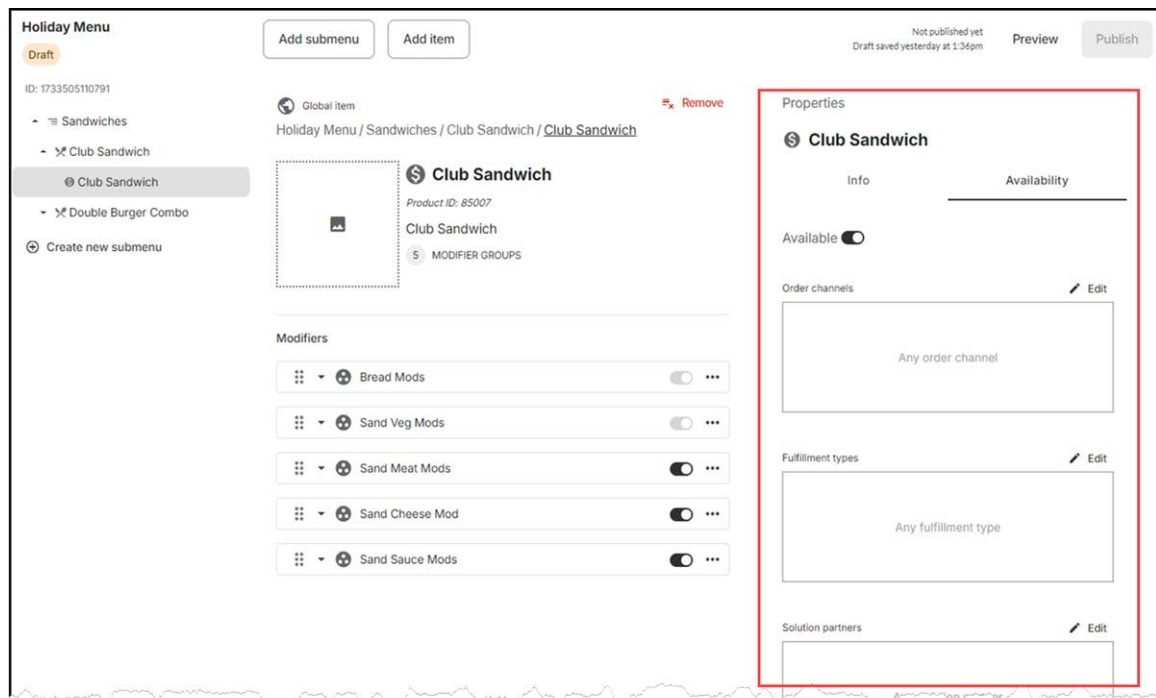 Holiday Menu
Draft
ID: 1733505110791
Sandwiches
Club Sandwich
Club Sandwich
Double Burger Combo
Create new submenu
Add submenu
Add item
Not published yet
Draft saved yesterday at 1:36pm
Preview
Publish
Global item
Remove
Holiday Menu / Sandwiches / Club Sandwich / Club Sandwich
Club Sandwich
Product ID: 85007
Club Sandwich
5 MODIFIER GROUPS
Modifiers
Bread Mods
Sand Veg Mods
Sand Meat Mods
Sand Cheese Mod
Sand Sauce Mods
Properties
Club Sandwich
Info
Availability
Available
Order channels
Edit
Any order channel
Fulfillment types
Edit
Any fulfillment type
Solution partners
Edit